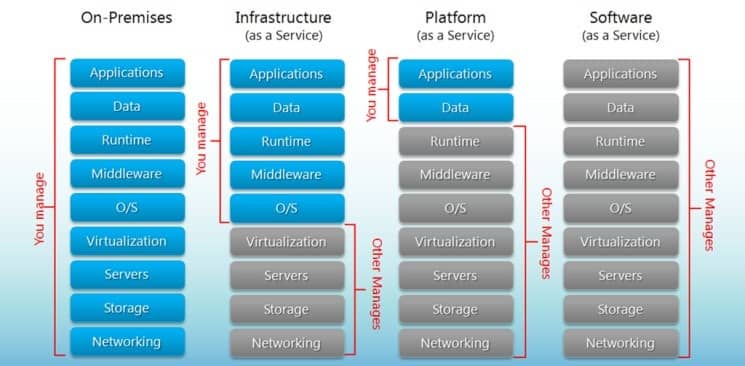 On-Premises
Infrastructure
(as a Service)
Platform
(as a Service)
Software
(as a Service)
You manage
Applications
Data
Runtime
Middleware
O/S
Virtualization
Servers
Storage
Networking
You manage
Applications
Data
Runtime
Middleware
O/S
Virtualization
Servers
Storage
Networking
Other Manages
You manage
Applications
Data
Runtime
Middleware
O/S
Virtualization
Servers
Storage
Networking
Other Manages
Applications
Data
Runtime
Middleware
O/S
Virtualization
Servers
Storage
Networking
Other Manages